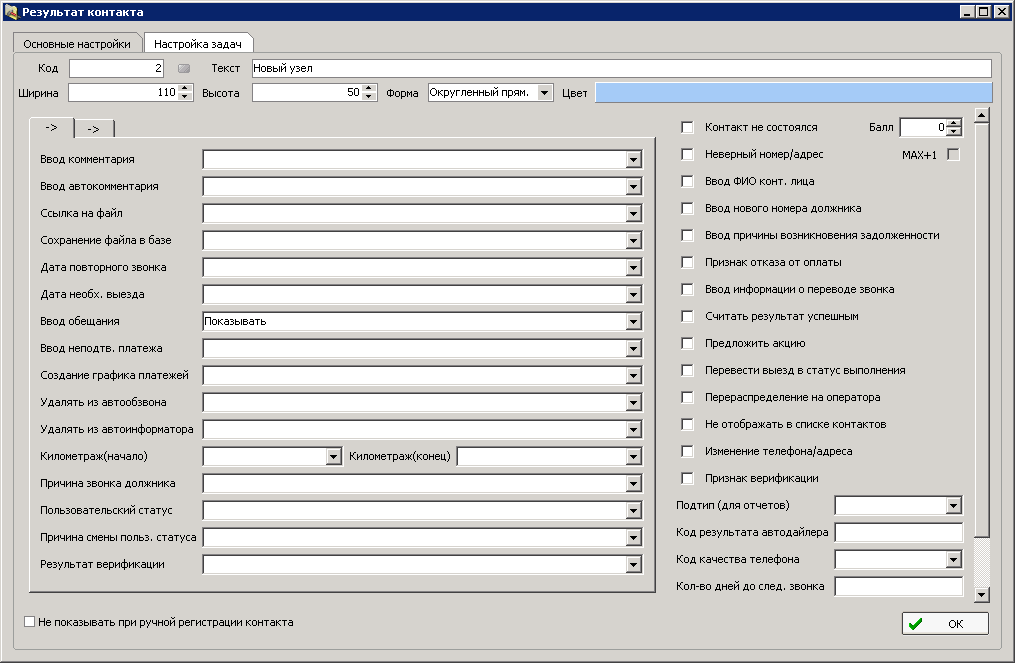 Результат контакта
Основные настройки
Настройка задач
Код 2 Текст Новый узел
Ширина 110 Высота 50 Форма Округленный прям. Цвет
-> ->
Ввод комментария
Ввод автокомментария
Ссылка на файл
Сохранение файла в базе
Дата повторного звонка
Дата необх. выезда
Ввод обещания Показывать
Ввод неподтв. платежа
Создание графика платежей
Удалять из автообзвона
Удалять из автоинформатора
Километраж(начало) Километраж(конец)
Причина звонка должника
Пользовательский статус
Причина смены польз. статуса
Результат верификации
Контакт не состоялся Балл 0
Неверный номер/адрес MAX+1
Ввод ФИО конт. лица
Ввод нового номера должника
Ввод причины возникновения задолженности
Признак отказа от оплаты
Ввод информации о переводе звонка
Считать результат успешным
Предложить акцию
Перевести выезд в статус выполнения
Перераспределение на оператора
Не отображать в списке контактов
Изменение телефона/адреса
Признак верификации
Подтип (для отчетов)
Код результата автодайлера
Код качества телефона
Кол-во дней до след. звонка
Не показывать при ручной регистрации контакта
OK